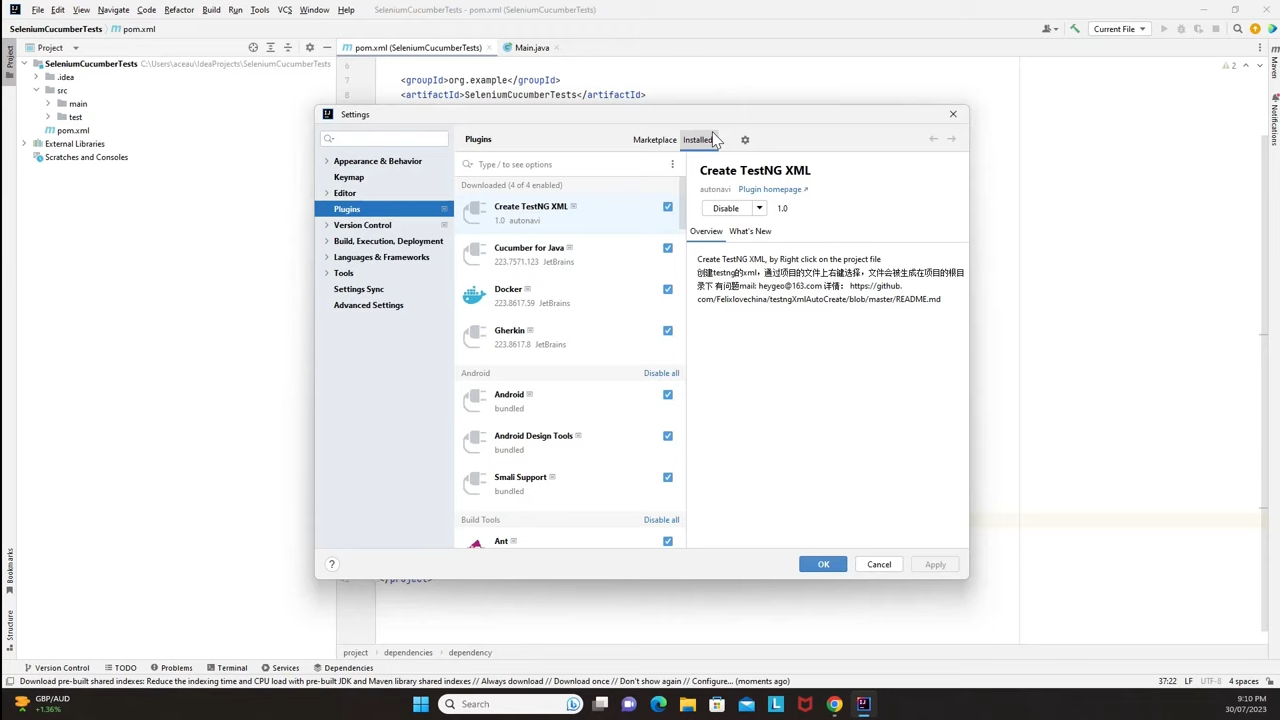 File Edit View Navigate Code Refactor Build Run Tools VCS Window Help SeleniumCucumberTests - pom.xml (SeleniumCucumberTests)
SeleniumCucumberTests pom.xml
Current File
Project
pom.xml (SeleniumCucumberTests)
Main.java
SeleniumCucumberTests C:\Users\aceau\IdeaProjects\SeleniumCucumberTests
.idea
src
main
test
pom.xml
External Libraries
Scratches and Consoles
Project
Bookmarks
Structure
Maven
Notifications
2
6
7 <groupId>org.example</groupId>
8 <artifactId>SeleniumCucumberTests</artifactId>
Settings
Appearance & Behavior
Keymap
Editor
Plugins
Version Control
Build, Execution, Deployment
Languages & Frameworks
Tools
Settings Sync
Advanced Settings
Plugins
Marketplace
Installed
Type / to see options
Downloaded (4 of 4 enabled)
Create TestNG XML
1.0 autonavi
Cucumber for Java
223.7571.123 JetBrains
Docker
223.8617.59 JetBrains
Gherkin
223.8617.8 JetBrains
Android Disable all
Android
bundled
Android Design Tools
bundled
Smali Support
bundled
Build Tools Disable all
Ant
Create TestNG XML
autonavi Plugin homepage
Disable 1.0
Overview What's New
Create TestNG XML, by Right click on the project file
创建testng的xml，通过项目的文件上右键选择，文件会被生成在项目的根目
录下 有问题mail: heygeo@163.com 详情： https://github.
com/Felixlovechina/testngXmlAutoCreate/blob/master/README.md
?
OK Cancel Apply
</project>
project dependencies dependency
Version Control TODO Problems Terminal Services Dependencies
Download pre-built shared indexes: Reduce the indexing time and CPU load with pre-built JDK and Maven library shared indexes // Always download // Download once // Don't show again // Configure... (moments ago)
37:22 LF UTF-8 4 spaces
GBP/AUD
+1.36%
Search
9:10 PM
30/07/2023